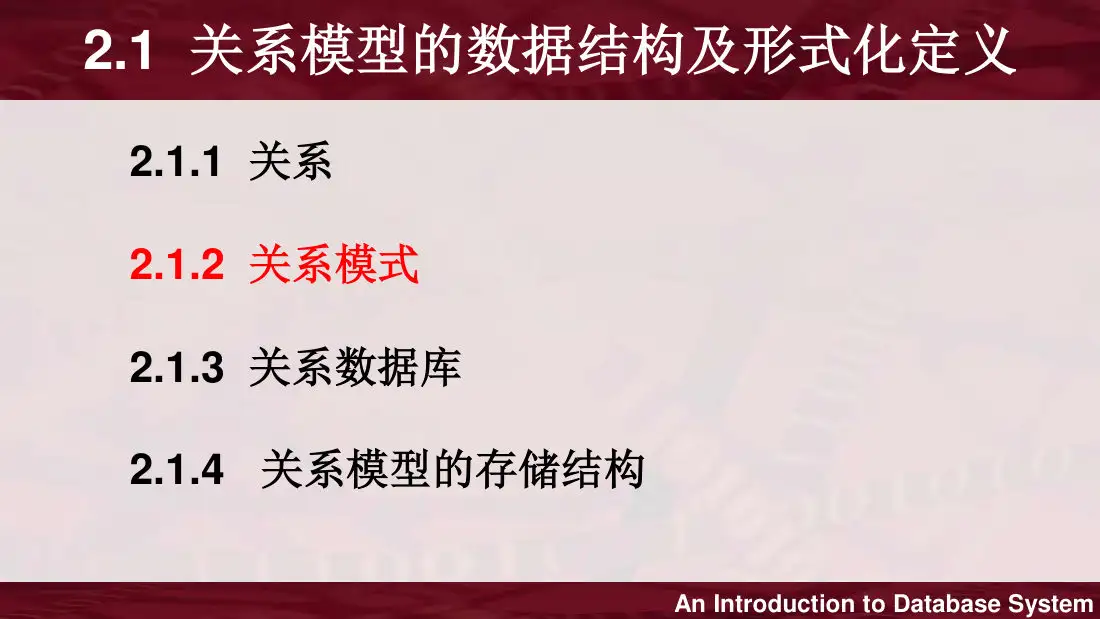 2.1 关系模型的数据结构及形式化定义
2.1.1 关系
2.1.2 关系模式
2.1.3 关系数据库
2.1.4 关系模型的存储结构
An Introduction to Database System